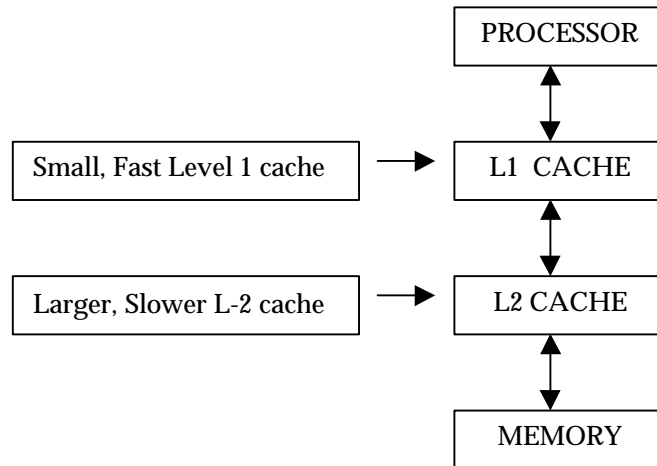 PROCESSOR
Small, Fast Level 1 cache
L1 CACHE
Larger, Slower L-2 cache
L2 CACHE
MEMORY